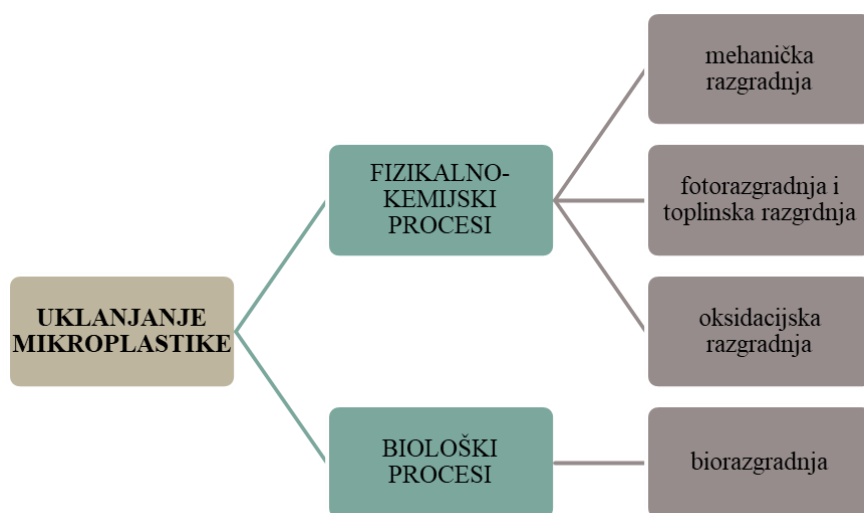 UKLANJANJE
MIKROPLASTIKE
FIZIKALNO-
KEMIJSKI
PROCESI
mehanička
razgradnja
fotorazgradnja i
toplinska razgrdnja
oksidacijska
razgradnja
BIOLOŠKI
PROCESI
biorazgradnja